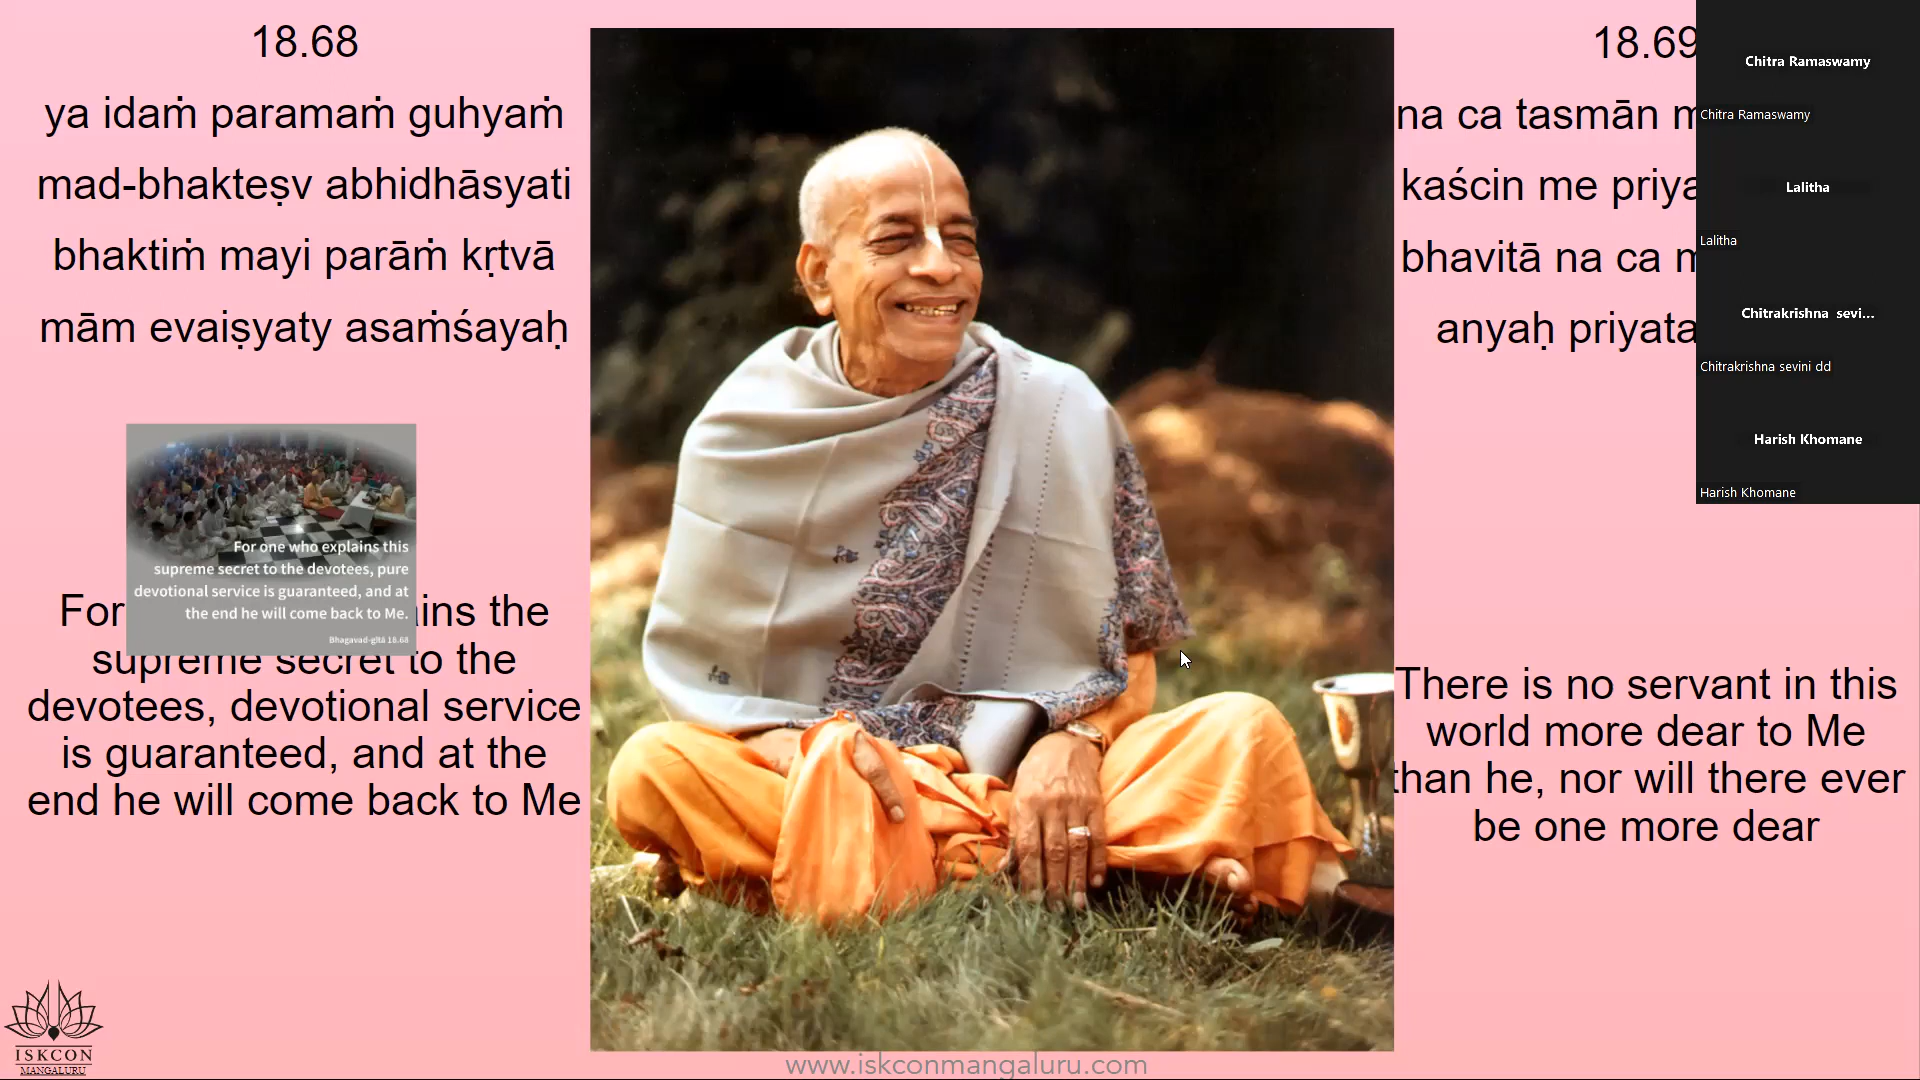 18.68
ya idaṁ paramaṁ guhyaṁ
mad-bhakteṣv abhidhāsyati
bhaktiṁ mayi parāṁ kṛtvā
mām evaiṣyaty asaṁśayaḥ
For one who explains this
supreme secret to the devotees, pure
devotional service is guaranteed, and at
the end he will come back to Me.
Bhagavad-gītā 18.68
For ins the
supreme secret to the
devotees, devotional service
is guaranteed, and at the
end he will come back to Me
18.69
na ca tasmān m
kaścin me priya
bhavitā na ca m
anyaḥ priyata
There is no servant in this
world more dear to Me
than he, nor will there ever
be one more dear
Chitra Ramaswamy
Chitra Ramaswamy
Lalitha
Lalitha
Chitrakrishna sevi...
Chitrakrishna sevini dd
Harish Khomane
Harish Khomane
ISKCON
MANGALURU
www.iskconmangaluru.com